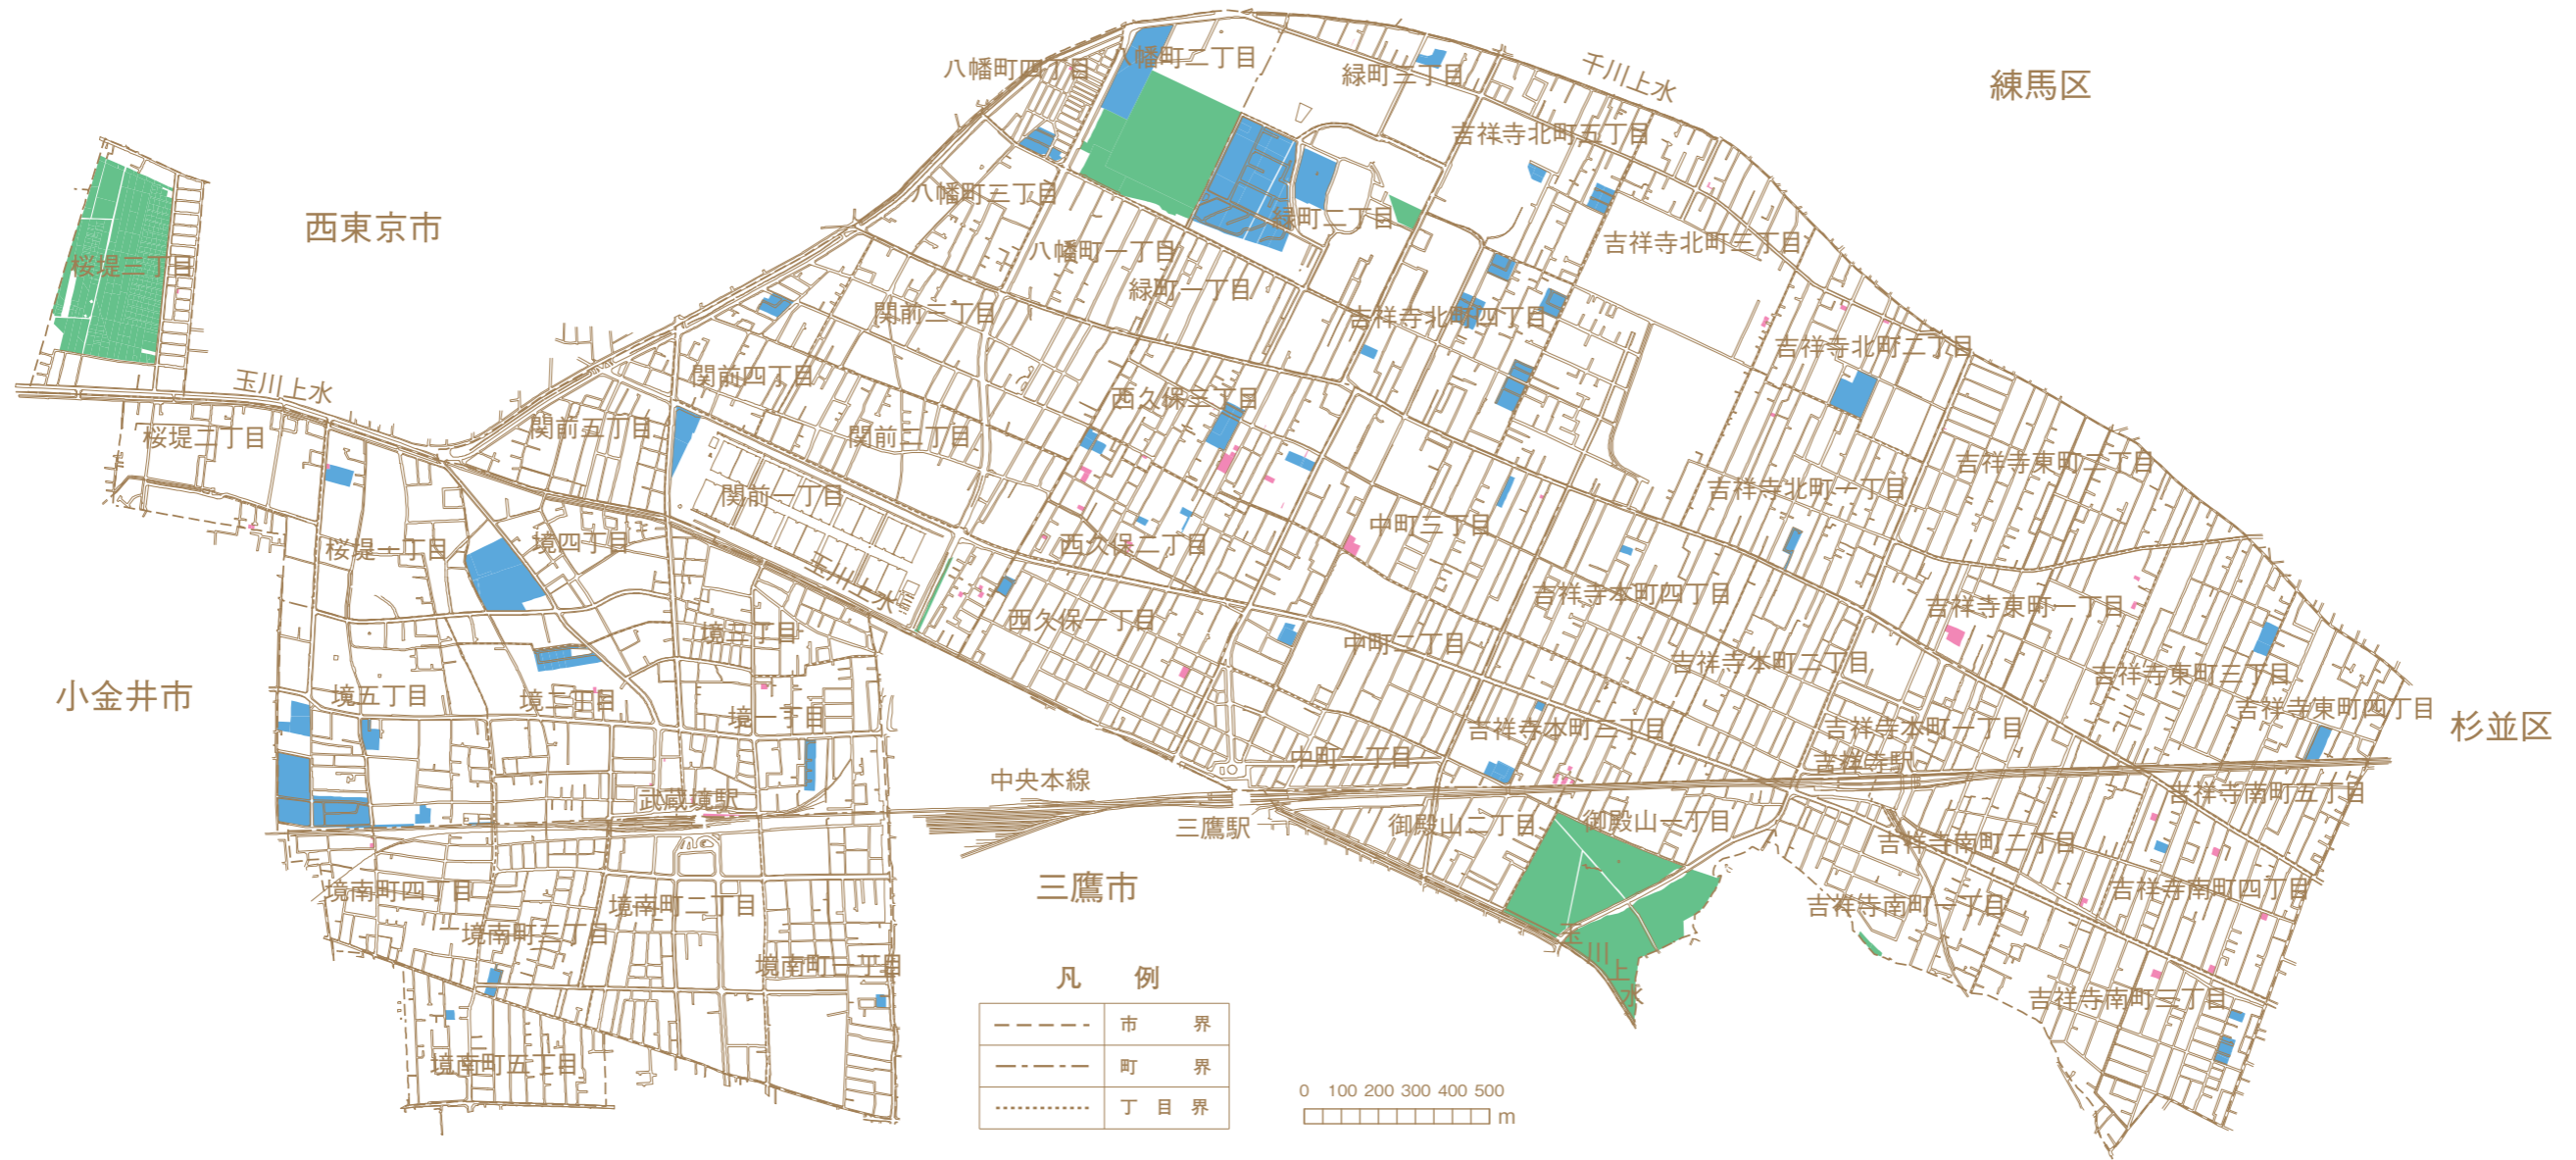 八幡町四丁目
八幡町二丁目
緑町三丁目
千川上水
練馬区
吉祥寺北町五丁目
八幡町三丁目
緑町二丁目
西東京市
桜堤三丁目
八幡町一丁目
吉祥寺北町三丁目
緑町一丁目
関前三丁目
吉祥寺北町四丁目
吉祥寺北町二丁目
関前四丁目
玉川上水
西久保三丁目
桜堤二丁目
関前五丁目
関前二丁目
吉祥寺東町二丁目
吉祥寺北町一丁目
関前一丁目
中町三丁目
桜堤一丁目
境四丁目
西久保二丁目
玉川上水
吉祥寺本町四丁目
吉祥寺東町一丁目
西久保一丁目
境三丁目
中町二丁目
吉祥寺本町二丁目
吉祥寺東町三丁目
小金井市
境五丁目
境二丁目
境一丁目
吉祥寺東町四丁目
杉並区
吉祥寺本町三丁目
吉祥寺本町一丁目
中町一丁目
吉祥寺駅
中央本線
武蔵境駅
吉祥寺南町五丁目
三鷹駅
御殿山二丁目
御殿山一丁目
吉祥寺南町二丁目
三鷹市
境南町四丁目
境南町二丁目
吉祥寺南町四丁目
吉祥寺南町一丁目
境南町三丁目
玉川上水
境南町一丁目
吉祥寺南町三丁目
境南町五丁目
凡 例
市 界
町 界
丁 目 界
0 100 200 300 400 500
m